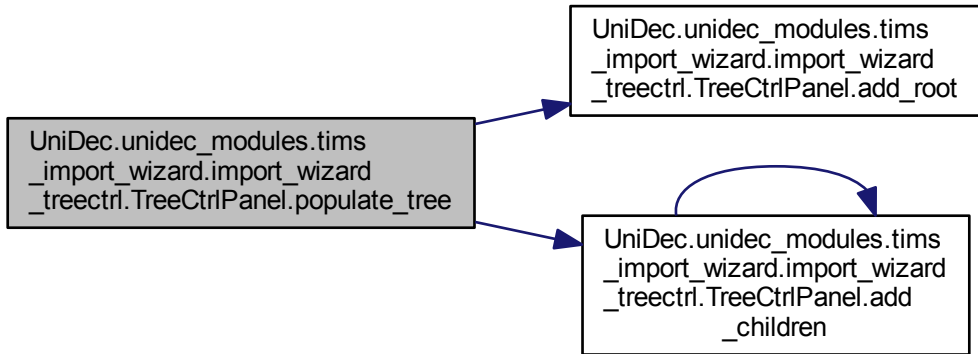 UniDec.unidec_modules.tims
_import_wizard.import_wizard
_treectrl.TreeCtrlPanel.add_root
UniDec.unidec_modules.tims
_import_wizard.import_wizard
_treectrl.TreeCtrlPanel.populate_tree
UniDec.unidec_modules.tims
_import_wizard.import_wizard
_treectrl.TreeCtrlPanel.add
_children